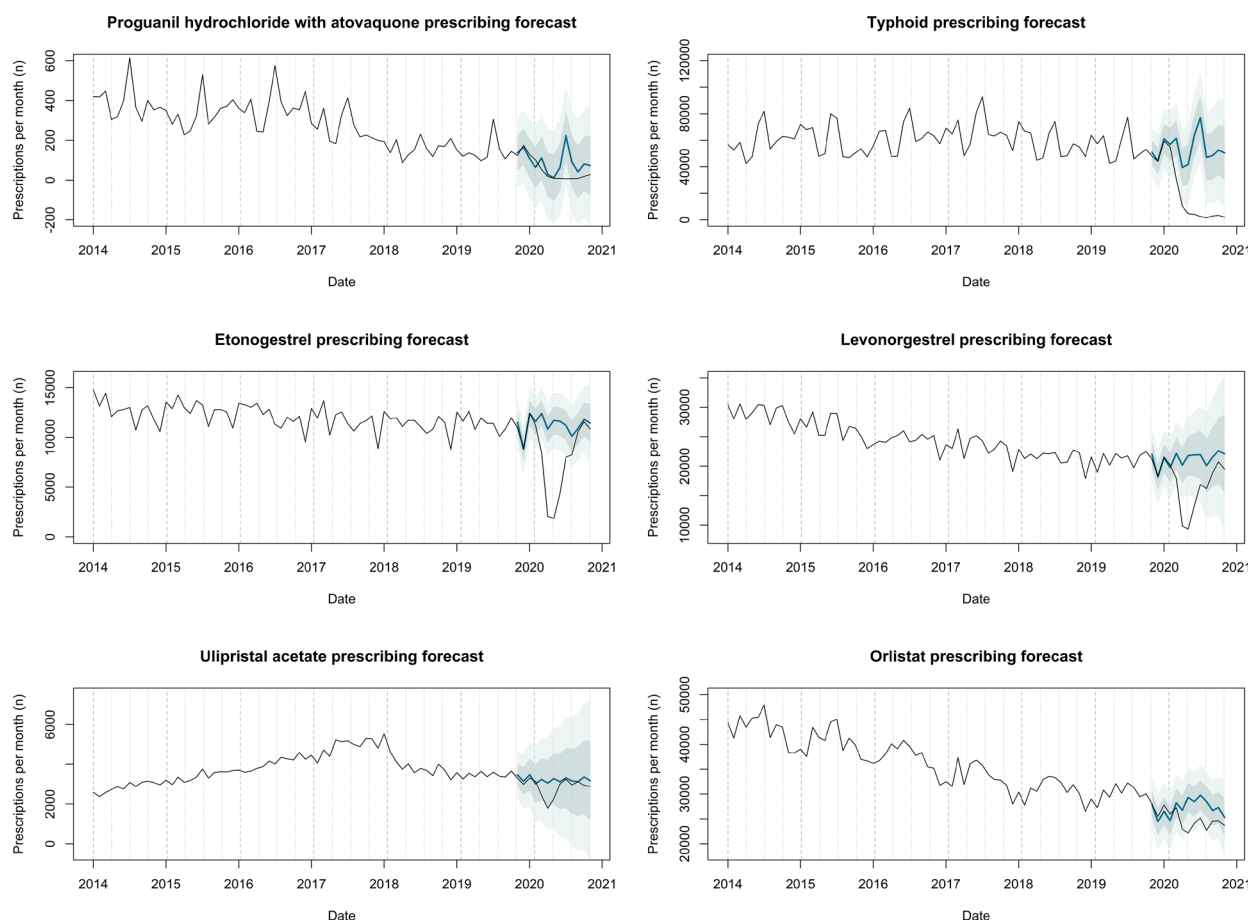 Proguanil hydrochloride with atovaquone prescribing forecast
Prescriptions per month (n)
600
400
200
0
-200
2014 2015 2016 2017 2018 2019 2020 2021
Date
Typhoid prescribing forecast
Prescriptions per month (n)
120000
80000
40000
0
2014 2015 2016 2017 2018 2019 2020 2021
Date
Etonogestrel prescribing forecast
Prescriptions per month (n)
15000
10000
5000
0
2014 2015 2016 2017 2018 2019 2020 2021
Date
Levonorgestrel prescribing forecast
Prescriptions per month (n)
30000
20000
10000
2014 2015 2016 2017 2018 2019 2020 2021
Date
Ulipristal acetate prescribing forecast
Prescriptions per month (n)
6000
2000
0
2014 2015 2016 2017 2018 2019 2020 2021
Date
Orlistat prescribing forecast
Prescriptions per month (n)
50000
40000
30000
20000
2014 2015 2016 2017 2018 2019 2020 2021
Date